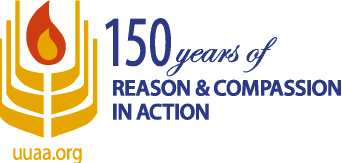 150 years of
REASON & COMPASSION
IN ACTION
uuaa.org